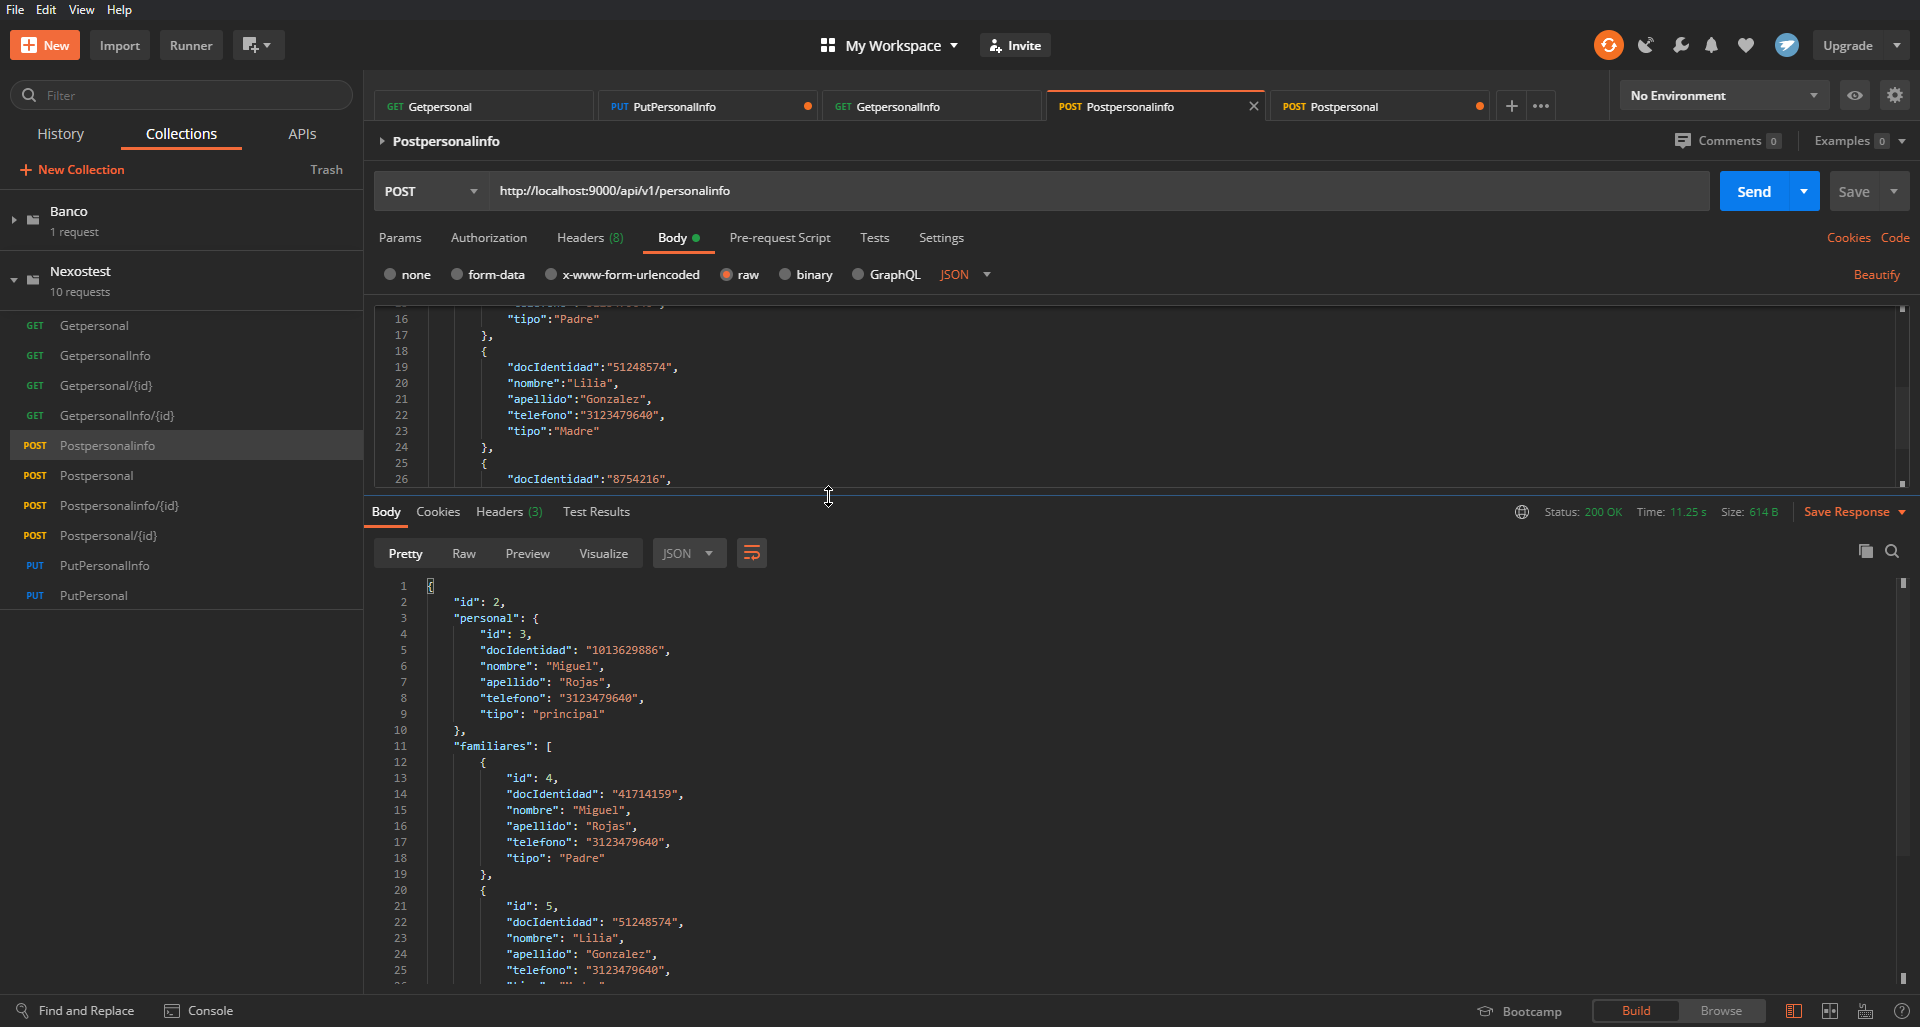 File Edit View Help
New Import Runner My Workspace Invite Upgrade
Filter
History Collections APIs
New Collection Trash
Banco
1 request
Nexostest
10 requests
GET Getpersonal
GET GetpersonalInfo
GET Getpersonal/{id}
GET GetpersonalInfo/{id}
POST Postpersonalinfo
POST Postpersonal
POST Postpersonalinfo/{id}
POST Postpersonal/{id}
PUT PutPersonalInfo
PUT PutPersonal
GET Getpersonal PUT PutPersonalInfo GET GetpersonalInfo POST Postpersonalinfo POST Postpersonal No Environment
Postpersonalinfo Comments 0 Examples 0
POST http://localhost:9000/api/v1/personalinfo Send Save
Params Authorization Headers (8) Body Pre-request Script Tests Settings Cookies Code
none form-data x-www-form-urlencoded raw binary GraphQL JSON Beautify
16 "tipo":"Padre"
17 },
18 {
19 "docIdentidad":"51248574",
20 "nombre":"Lilia",
21 "apellido":"Gonzalez",
22 "telefono":"3123479640",
23 "tipo":"Madre"
24 },
25 {
26 "docIdentidad":"8754216",
Body Cookies Headers (3) Test Results Status: 200 OK Time: 11.25 s Size: 614 B Save Response
Pretty Raw Preview Visualize JSON
1 {
2 "id": 2,
3 "personal": {
4 "id": 3,
5 "docIdentidad": "1013629886",
6 "nombre": "Miguel",
7 "apellido": "Rojas",
8 "telefono": "3123479640",
9 "tipo": "principal"
10 },
11 "familiares": [
12 {
13 "id": 4,
14 "docIdentidad": "41714159",
15 "nombre": "Miguel",
16 "apellido": "Rojas",
17 "telefono": "3123479640",
18 "tipo": "Padre"
19 },
20 {
21 "id": 5,
22 "docIdentidad": "51248574",
23 "nombre": "Lilia",
24 "apellido": "Gonzalez",
25 "telefono": "3123479640",
Find and Replace Console Bootcamp Build Browse